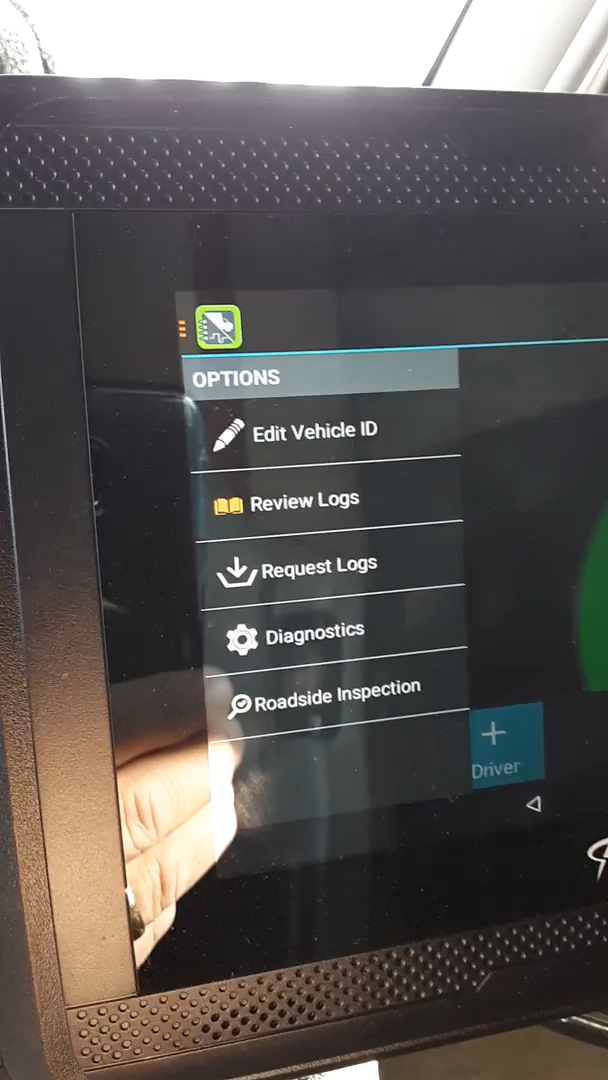 OPTIONS
Edit Vehicle ID
Review Logs
Request Logs
Diagnostics
Roadside Inspection
Driver